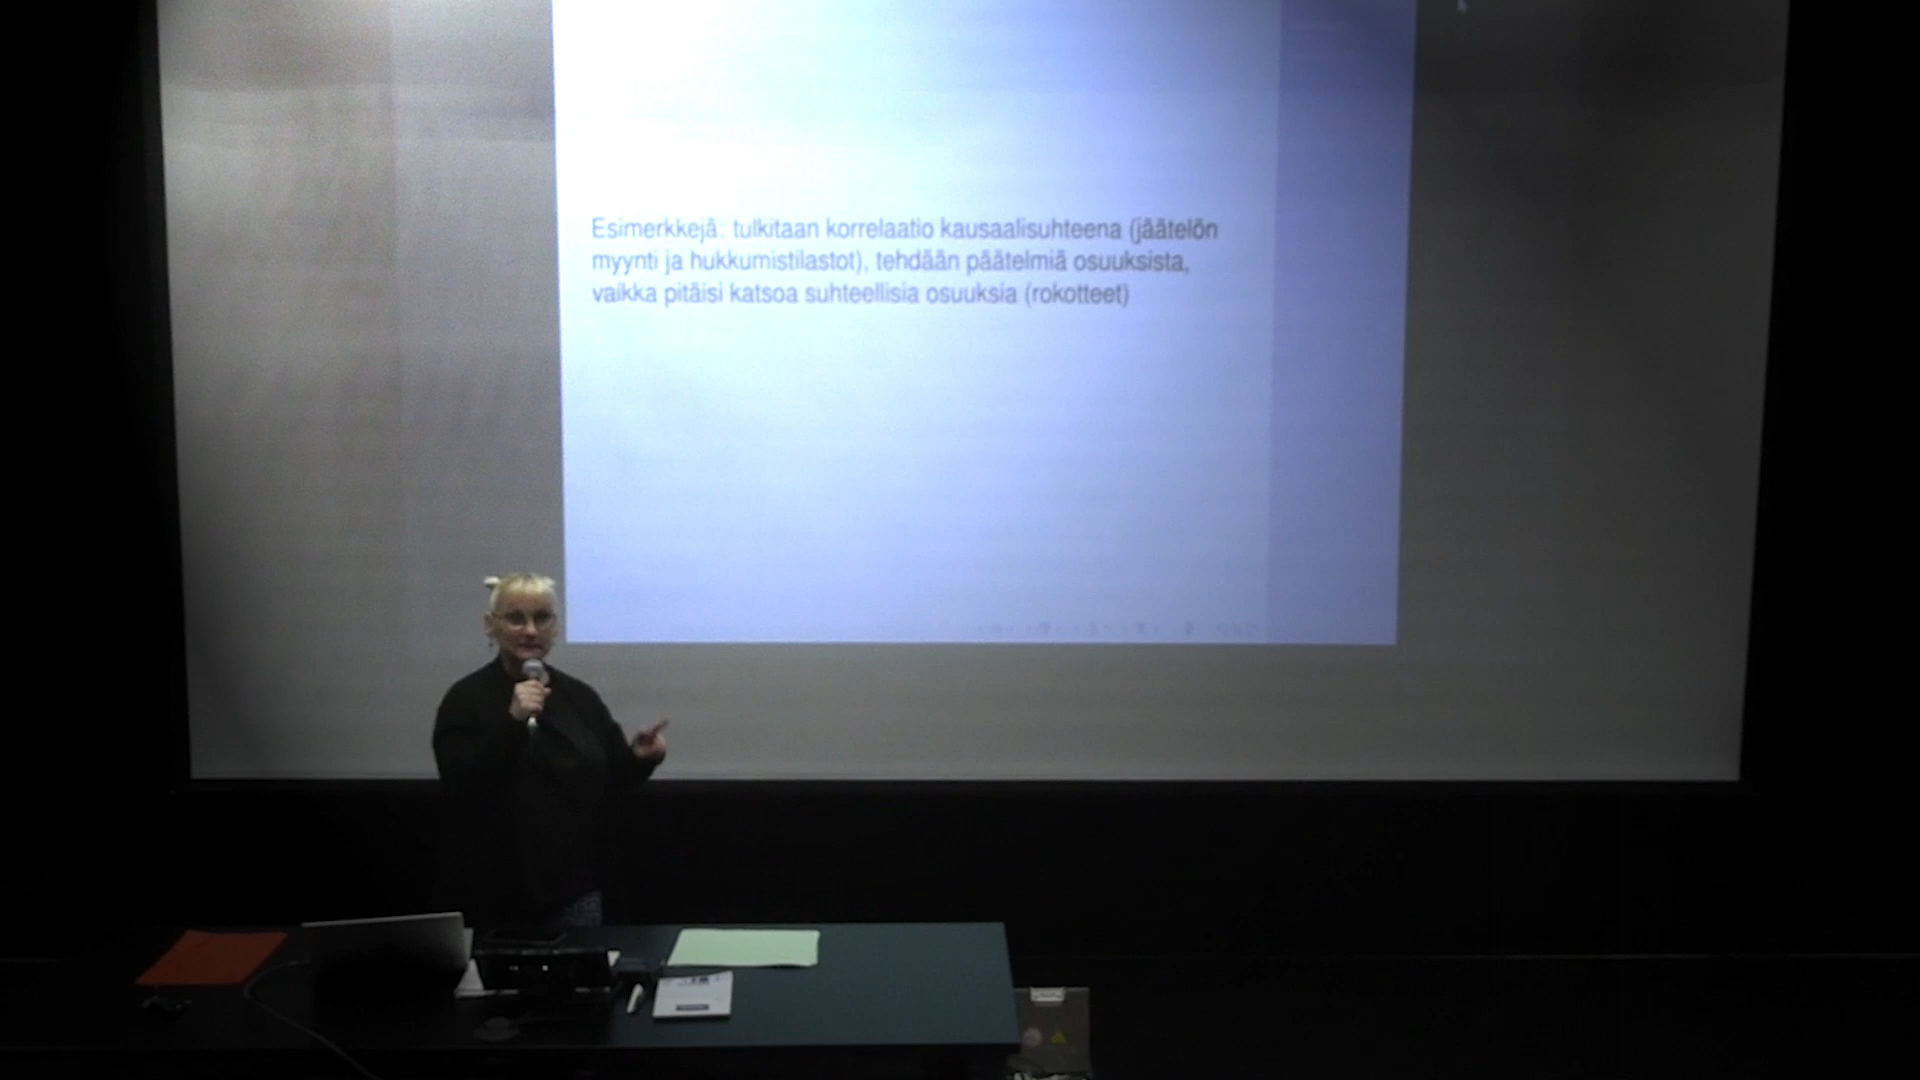 Esimerkkejä: tulkitaan korrelaatio kausaalisuhteena (jäätelön
myynti ja hukkumistilastot), tehdään päätelmiä osuuksista,
vaikka pitäisi katsoa suhteellisia osuuksia (rokotteet)